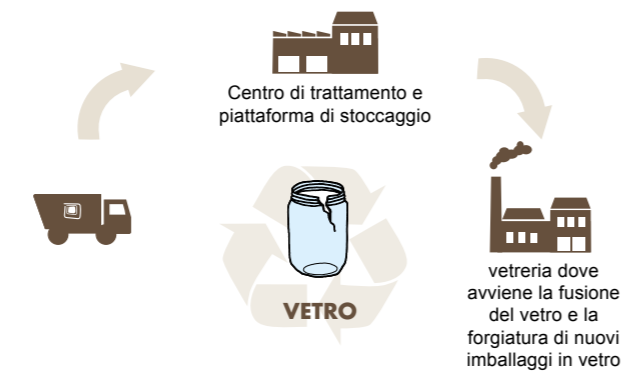 Centro di trattamento e
piattaforma di stoccaggio
VETRO
vetreria dove
avviene la fusione
del vetro e la
forgiatura di nuovi
imballaggi in vetro